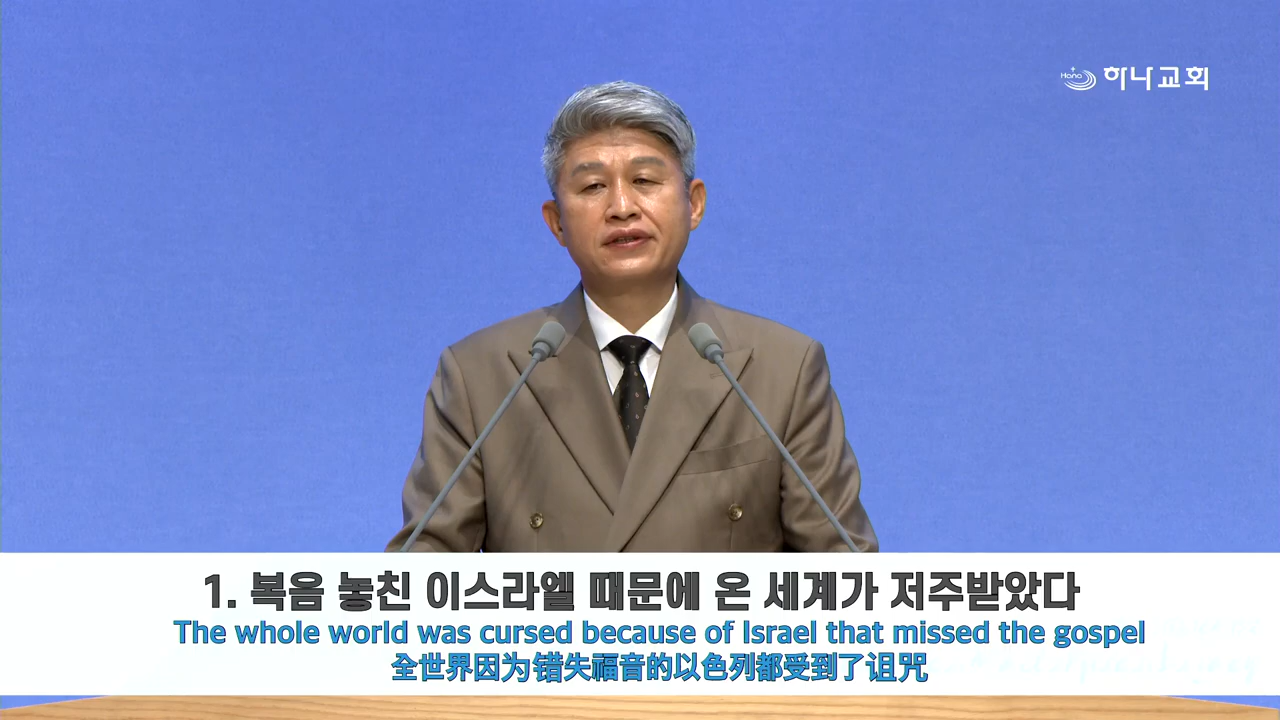 Hana 하나교회
1. 복음 놓친 이스라엘 때문에 온 세계가 저주받았다
The whole world was cursed because of Israel that missed the gospel
全世界因为错失福音的以色列都受到了诅咒